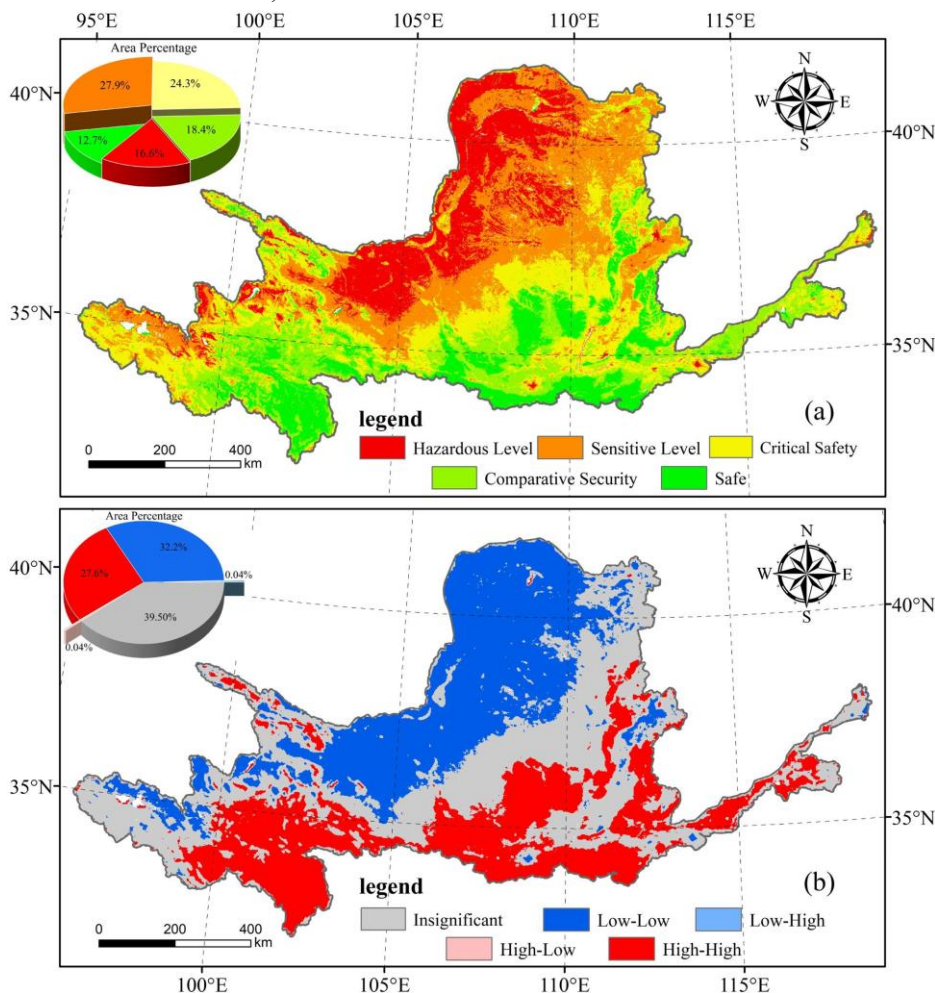 95°E 100°E 105°E 110°E 115°E
Area Percentage
27.9% 24.3%
12.7% 16.6% 18.4%
40°N 40°N
35°N 35°N
N
W E
S
(a)
legend
Hazardous Level Sensitive Level Critical Safety
Comparative Security Safe
0 200 400
km
Area Percentage
32.2%
27.6% 0.04%
39.50%
0.04%
40°N 40°N
35°N 35°N
N
W E
S
(b)
legend
Insignificant Low-Low Low-High
High-Low High-High
0 200 400
km
100°E 105°E 110°E 115°E